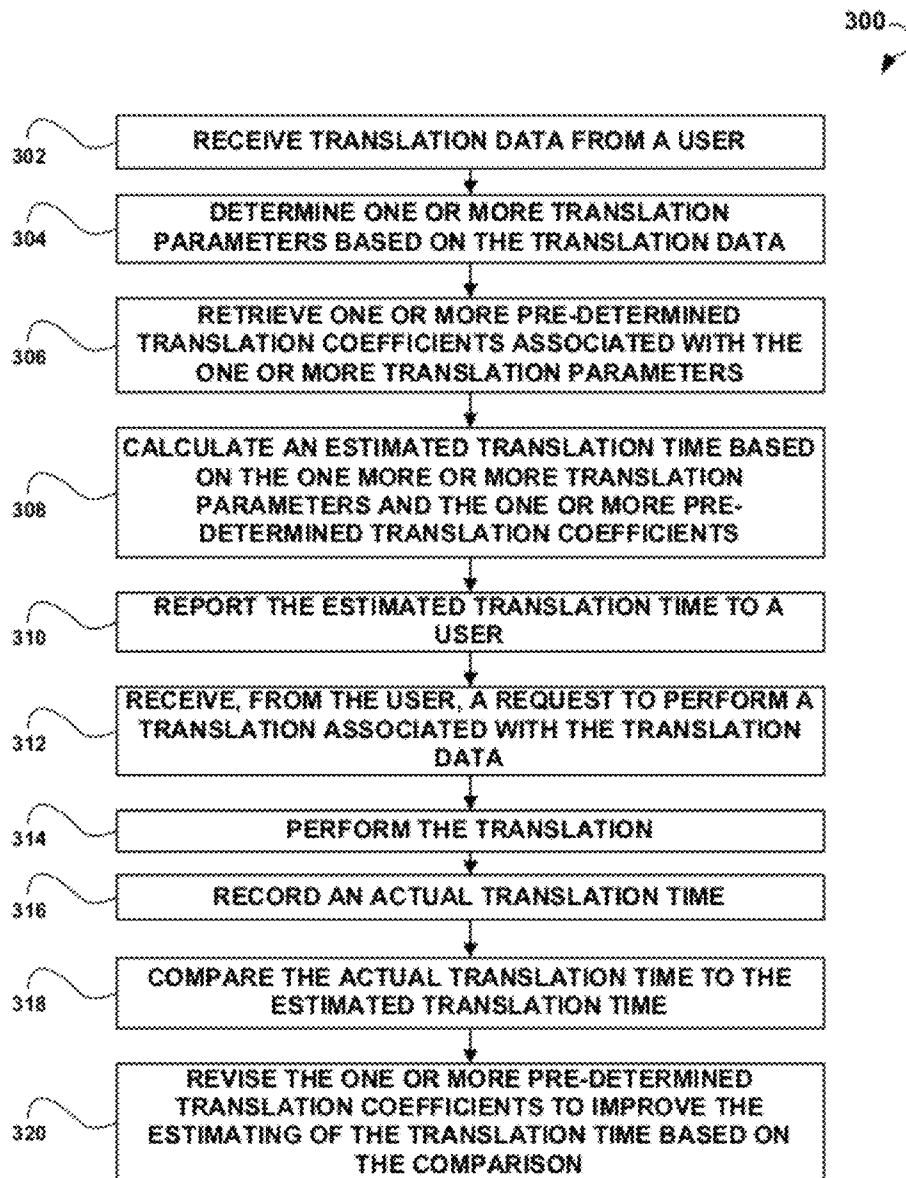 300
302
RECEIVE TRANSLATION DATA FROM A USER
304
DETERMINE ONE OR MORE TRANSLATION
PARAMETERS BASED ON THE TRANSLATION DATA
306
RETRIEVE ONE OR MORE PRE-DETERMINED
TRANSLATION COEFFICIENTS ASSOCIATED WITH THE
ONE OR MORE TRANSLATION PARAMETERS
308
CALCULATE AN ESTIMATED TRANSLATION TIME BASED
ON THE ONE MORE OR MORE TRANSLATION
PARAMETERS AND THE ONE OR MORE PRE-
DETERMINED TRANSLATION COEFFICIENTS
310
REPORT THE ESTIMATED TRANSLATION TIME TO A
USER
312
RECEIVE, FROM THE USER, A REQUEST TO PERFORM A
TRANSLATION ASSOCIATED WITH THE TRANSLATION
DATA
314
PERFORM THE TRANSLATION
316
RECORD AN ACTUAL TRANSLATION TIME
318
COMPARE THE ACTUAL TRANSLATION TIME TO THE
ESTIMATED TRANSLATION TIME
320
REVISE THE ONE OR MORE PRE-DETERMINED
TRANSLATION COEFFICIENTS TO IMPROVE THE
ESTIMATING OF THE TRANSLATION TIME BASED ON
THE COMPARISON